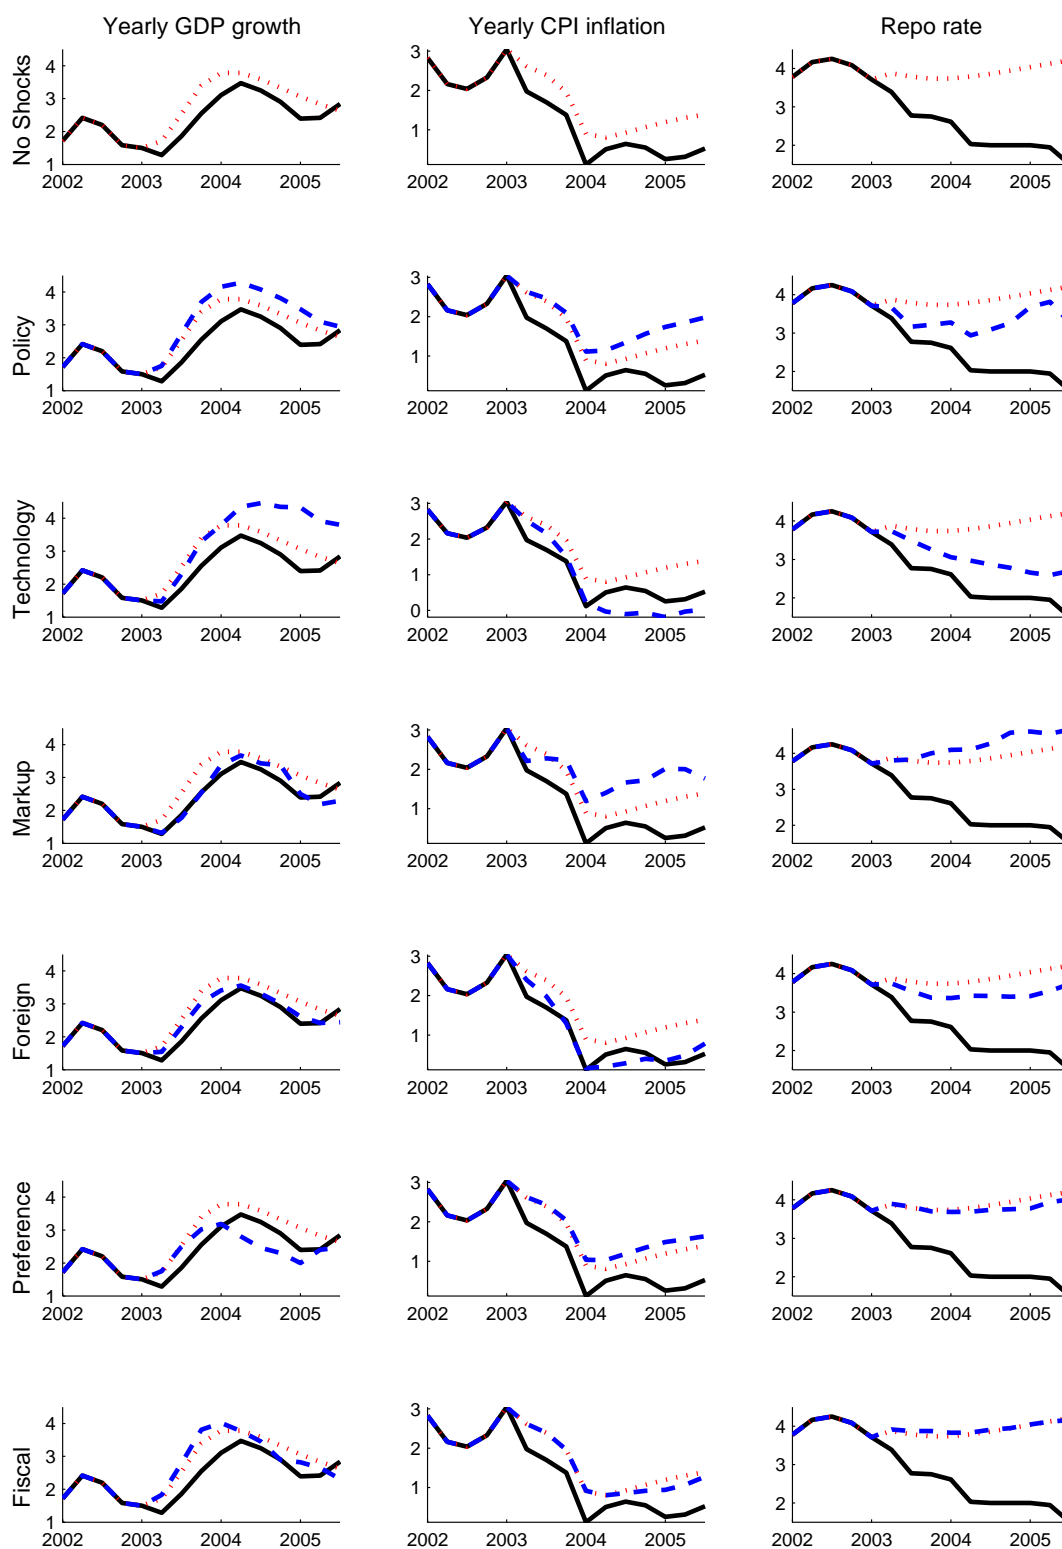 Yearly GDP growth Yearly CPI inflation Repo rate
No Shocks
4 3 2 1
2002 2003 2004 2005
3 2 1
2002 2003 2004 2005
4 3 2
2002 2003 2004 2005
Policy
4 3 2 1
2002 2003 2004 2005
3 2 1
2002 2003 2004 2005
4 3 2
2002 2003 2004 2005
Technology
4 3 2 1
2002 2003 2004 2005
3 2 1 0
2002 2003 2004 2005
4 3 2
2002 2003 2004 2005
Markup
4 3 2 1
2002 2003 2004 2005
3 2 1
2002 2003 2004 2005
4 3 2
2002 2003 2004 2005
Foreign
4 3 2 1
2002 2003 2004 2005
3 2 1
2002 2003 2004 2005
4 3 2
2002 2003 2004 2005
Preference
4 3 2 1
2002 2003 2004 2005
3 2 1
2002 2003 2004 2005
4 3 2
2002 2003 2004 2005
Fiscal
4 3 2 1
2002 2003 2004 2005
3 2 1
2002 2003 2004 2005
4 3 2
2002 2003 2004 2005